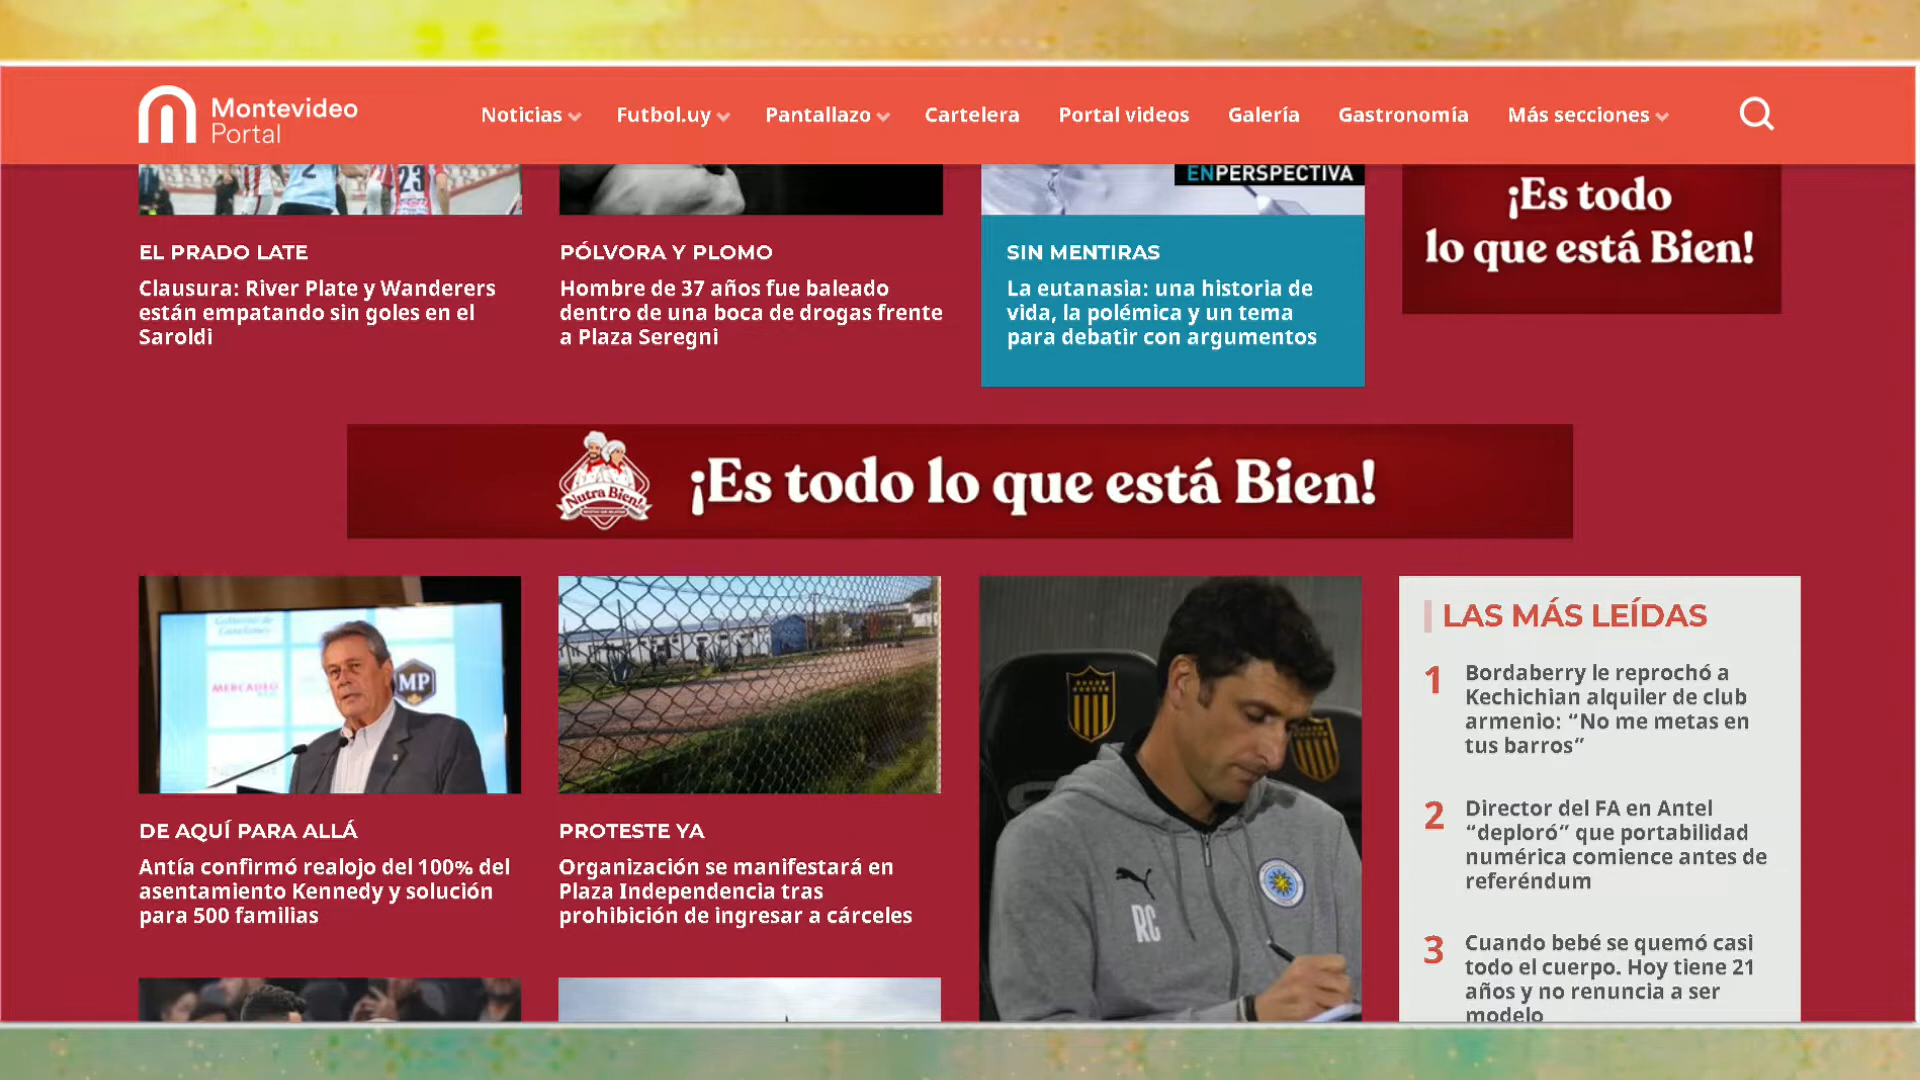 Montevideo
Portal
Noticias
Futbol.uy
Pantallazo
Cartelera
Portal videos
Galería
Gastronomía
Más secciones
2
23
ENPERSPECTIVA
¡Es todo
lo que está Bien!
EL PRADO LATE
Clausura: River Plate y Wanderers
están empatando sin goles en el
Saroldi
PÓLVORA Y PLOMO
Hombre de 37 años fue baleado
dentro de una boca de drogas frente
a Plaza Seregni
SIN MENTIRAS
La eutanasia: una historia de
vida, la polémica y un tema
para debatir con argumentos
Nutra Bien!
¡Es todo lo que está Bien!
Gobierno de
Canelones
MERCADEO
MP
DE AQUÍ PARA ALLÁ
Antía confirmó realojo del 100% del
asentamiento Kennedy y solución
para 500 familias
PROTESTE YA
Organización se manifestará en
Plaza Independencia tras
prohibición de ingresar a cárceles
RC
LAS MÁS LEÍDAS
1 Bordaberry le reprochó a
Kechichian alquiler de club
armenio: “No me metas en
tus barros”
2 Director del FA en Antel
“deploró” que portabilidad
numérica comience antes de
referéndum
3 Cuando bebé se quemó casi
todo el cuerpo. Hoy tiene 21
años y no renuncia a ser
modelo